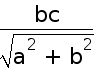 bc
√a² + b²